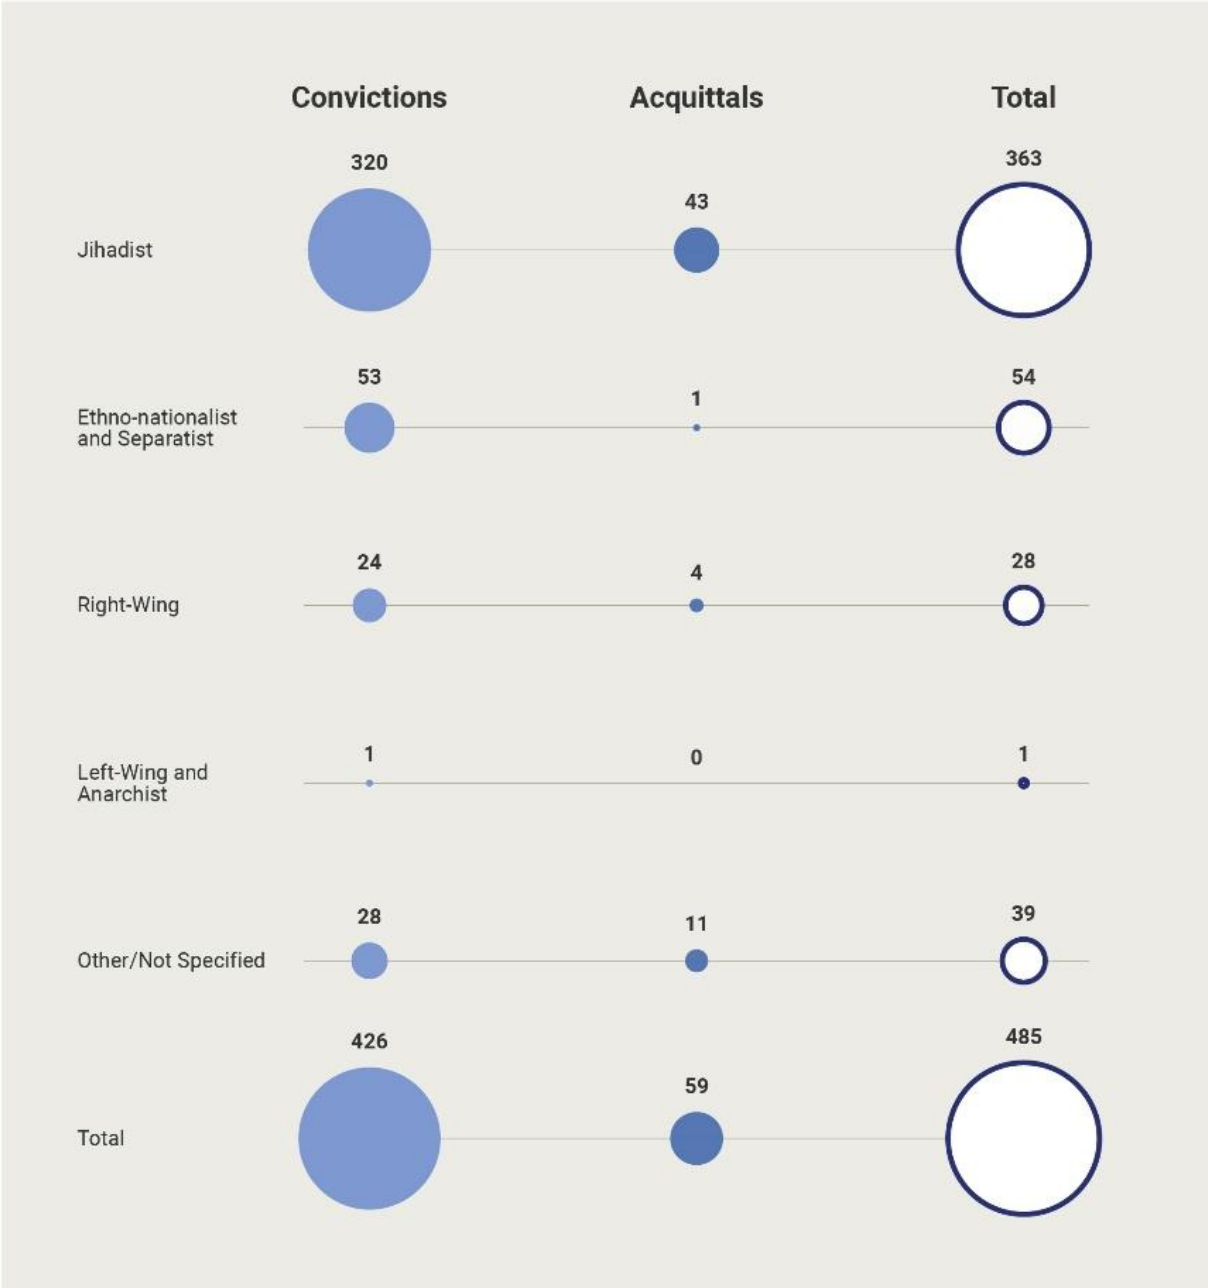 Convictions Acquittals Total
320 43 363
Jihadist
53 1 54
Ethno-nationalist
and Separatist
24 4 28
Right-Wing
1 0 1
Left-Wing and
Anarchist
28 11 39
Other/Not Specified
426 59 485
Total